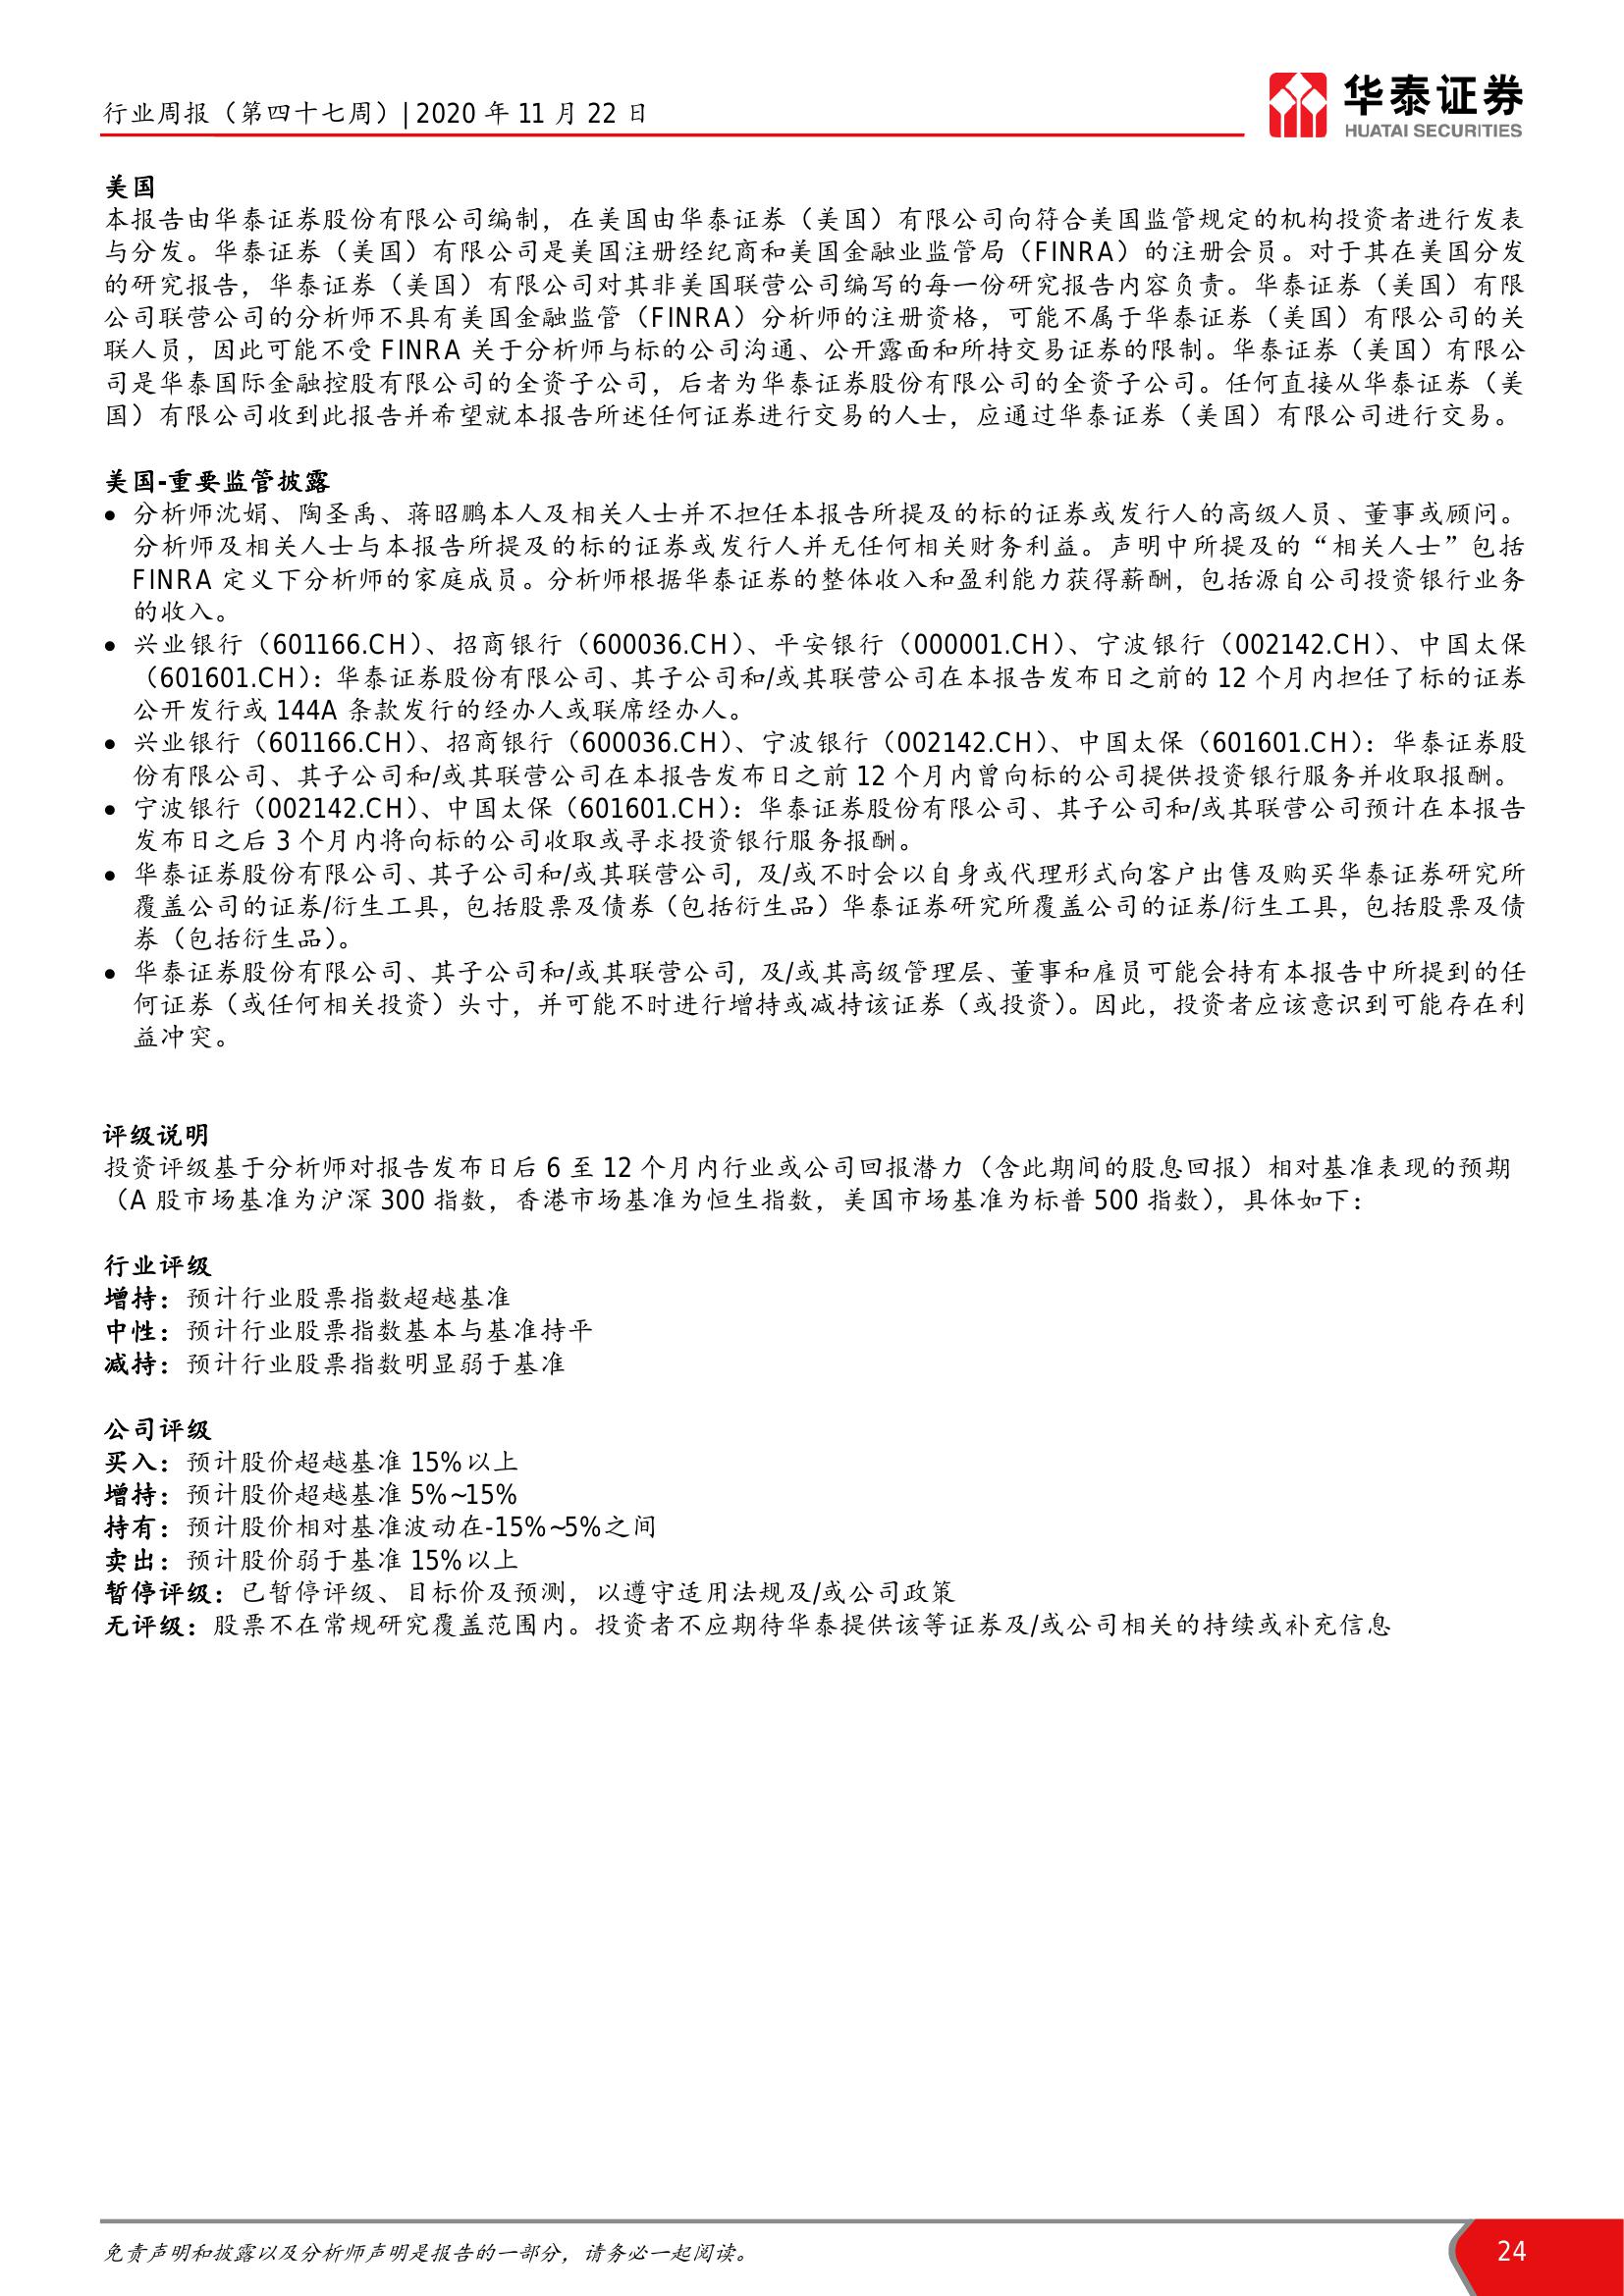 行业周报（第四十七周）| 2020 年 11 月 22 日
华泰证券
HUATAI SECURITIES
美国
本报告由华泰证券股份有限公司编制，在美国由华泰证券（美国）有限公司向符合美国监管规定的机构投资者进行发表
与分发。华泰证券（美国）有限公司是美国注册经纪商和美国金融业监管局（FINRA）的注册会员。对于其在美国分发
的研究报告，华泰证券（美国）有限公司对其非美国联营公司编写的每一份研究报告内容负责。华泰证券（美国）有限
公司联营公司的分析师不具有美国金融监管（FINRA）分析师的注册资格，可能不属于华泰证券（美国）有限公司的关
联人员，因此可能不受 FINRA 关于分析师与标的公司沟通、公开露面和所持交易证券的限制。华泰证券（美国）有限公
司是华泰国际金融控股有限公司的全资子公司，后者为华泰证券股份有限公司的全资子公司。任何直接从华泰证券（美
国）有限公司收到此报告并希望就本报告所述任何证券进行交易的人士，应通过华泰证券（美国）有限公司进行交易。
美国-重要监管披露
● 分析师沈娟、陶圣禹、蒋昭鹏本人及相关人士并不担任本报告所提及的标的证券或发行人的高级人员、董事或顾问。
分析师及相关人士与本报告所提及的标的证券或发行人并无任何相关财务利益。声明中所提及的“相关人士”包括
FINRA 定义下分析师的家庭成员。分析师根据华泰证券的整体收入和盈利能力获得薪酬，包括源自公司投资银行业务
的收入。
● 兴业银行（601166.CH）、招商银行（600036.CH）、平安银行（000001.CH）、宁波银行（002142.CH）、中国太保
（601601.CH）：华泰证券股份有限公司、其子公司和/或其联营公司在本报告发布日之前的 12 个月内担任了标的证券
公开发行或 144A 条款发行的经办人或联席经办人。
● 兴业银行（601166.CH）、招商银行（600036.CH）、宁波银行（002142.CH）、中国太保（601601.CH）：华泰证券股
份有限公司、其子公司和/或其联营公司在本报告发布日之前 12 个月内曾向标的公司提供投资银行服务并收取报酬。
● 宁波银行（002142.CH）、中国太保（601601.CH）：华泰证券股份有限公司、其子公司和/或其联营公司预计在本报告
发布日之后 3 个月内将向标的公司收取或寻求投资银行服务报酬。
● 华泰证券股份有限公司、其子公司和/或其联营公司, 及/或不时会以自身或代理形式向客户出售及购买华泰证券研究所
覆盖公司的证券/衍生工具，包括股票及债券（包括衍生品）华泰证券研究所覆盖公司的证券/衍生工具，包括股票及债
券（包括衍生品）。
● 华泰证券股份有限公司、其子公司和/或其联营公司, 及/或其高级管理层、董事和雇员可能会持有本报告中所提到的任
何证券（或任何相关投资）头寸，并可能不时进行增持或减持该证券（或投资）。因此，投资者应该意识到可能存在利
益冲突。
评级说明
投资评级基于分析师对报告发布日后 6 至 12 个月内行业或公司回报潜力（含此期间的股息回报）相对基准表现的预期
（A 股市场基准为沪深 300 指数，香港市场基准为恒生指数，美国市场基准为标普 500 指数），具体如下：
行业评级
增持：预计行业股票指数超越基准
中性：预计行业股票指数基本与基准持平
减持：预计行业股票指数明显弱于基准
公司评级
买入：预计股价超越基准 15%以上
增持：预计股价超越基准 5%~15%
持有：预计股价相对基准波动在-15%~5%之间
卖出：预计股价弱于基准 15%以上
暂停评级：已暂停评级、目标价及预测，以遵守适用法规及/或公司政策
无评级：股票不在常规研究覆盖范围内。投资者不应期待华泰提供该等证券及/或公司相关的持续或补充信息
免责声明和披露以及分析师声明是报告的一部分，请务必一起阅读。
24